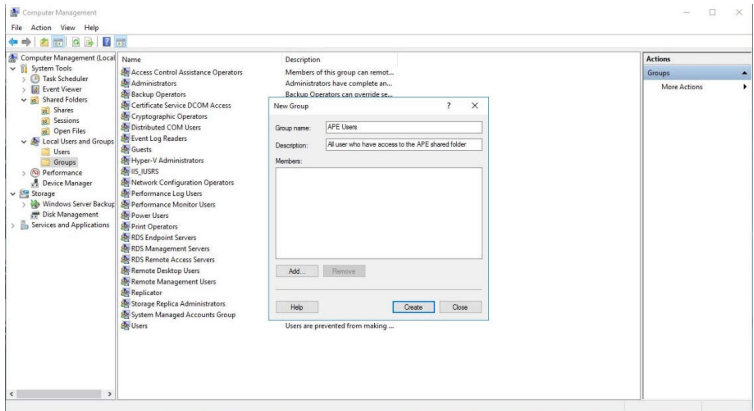 Computer Management
File Action View Help
Computer Management (Local
System Tools
Task Scheduler
Event Viewer
Shared Folders
Shares
Sessions
Open Files
Local Users and Groups
Users
Groups
Performance
Device Manager
Storage
Windows Server Backup
Disk Management
Services and Applications
Name Description
Access Control Assistance Operators Members of this group can remot...
Administrators Administrators have complete an...
Backup Operators Backup Operators can override se...
Certificate Service DCOM Access
Cryptographic Operators
Distributed COM Users
Event Log Readers
Guests
Hyper-V Administrators
IIS_IUSRS
Network Configuration Operators
Performance Log Users
Performance Monitor Users
Power Users
Print Operators
RDS Endpoint Servers
RDS Management Servers
RDS Remote Access Servers
Remote Desktop Users
Remote Management Users
Replicator
Storage Replica Administrators
System Managed Accounts Group
Users Users are prevented from making ...
New Group ?
Group name: APE Users
Description: All user who have access to the APE shared folder
Members:
Add... Remove
Help Create Close
Actions
Groups
More Actions